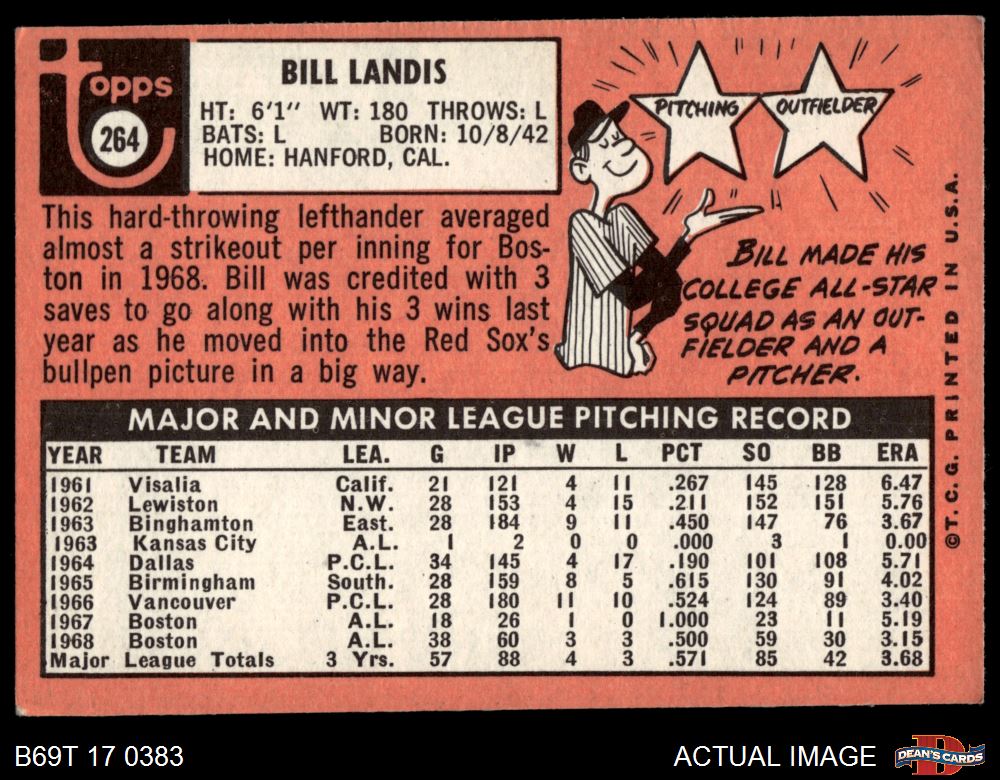 Topps
264
BILL LANDIS
HT: 6'1" WT: 180 THROWS: L
BATS: L BORN: 10/8/42
HOME: HANFORD, CAL.
This hard-throwing lefthander averaged
almost a strikeout per inning for Bos-
ton in 1968. Bill was credited with 3
saves to go along with his 3 wins last
year as he moved into the Red Sox's
bullpen picture in a big way.
PITCHING
OUTFIELDER
BILL MADE HIS
COLLEGE ALL-STAR
SQUAD AS AN OUT-
FIELDER AND A
PITCHER.
MAJOR AND MINOR LEAGUE PITCHING RECORD
YEAR TEAM LEA. G IP W L PCT SO BB ERA
1961 Visalia Calif. 21 121 4 11 .267 145 128 6.47
1962 Lewiston N.W. 28 153 4 15 .211 152 151 5.76
1963 Binghamton East. 28 184 9 11 .450 147 76 3.67
1963 Kansas City A.L. 1 2 0 0 .000 3 1 0.00
1964 Dallas P.C.L. 34 145 4 17 .190 101 108 5.71
1965 Birmingham South. 28 159 8 5 .615 130 91 4.02
1966 Vancouver P.C.L. 28 180 11 10 .524 124 89 3.40
1967 Boston A.L. 18 26 1 0 1.000 23 11 5.19
1968 Boston A.L. 38 60 3 3 .500 59 30 3.15
Major League Totals 3 Yrs. 57 88 4 3 .571 85 42 3.68
©T.C.G. PRINTED IN U.S.A.
B69T 17 0383
ACTUAL IMAGE
DEAN'S CARDS